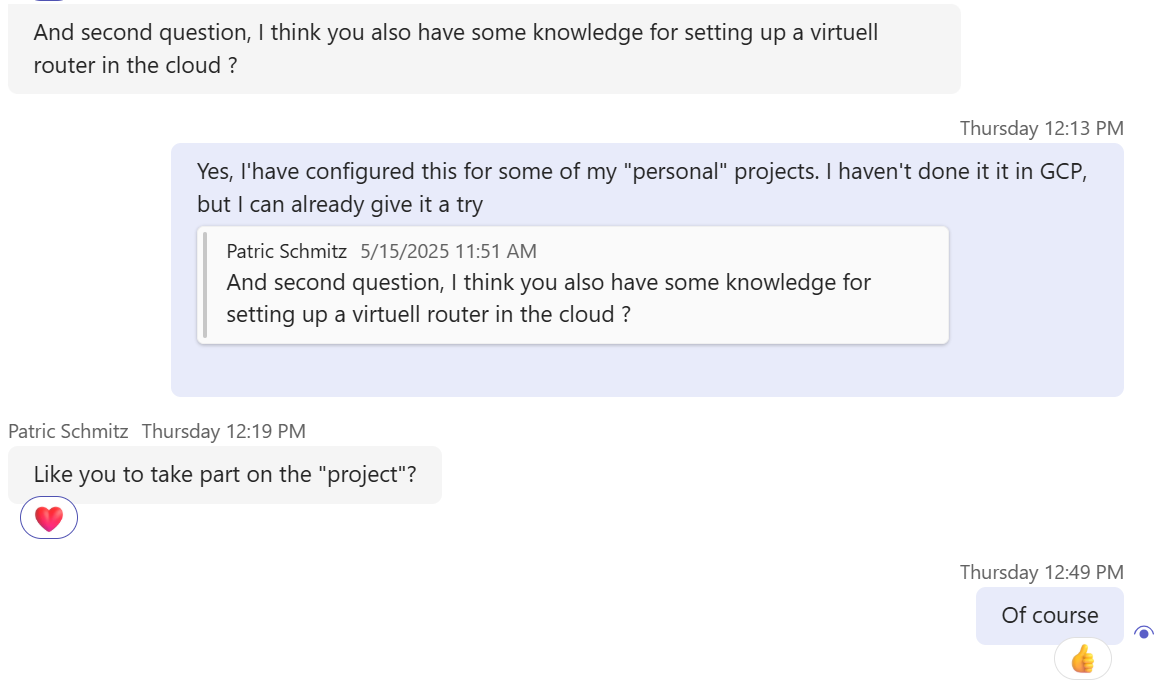 And second question, I think you also have some knowledge for setting up a virtuell
router in the cloud ?
Thursday 12:13 PM
Yes, I'have configured this for some of my "personal" projects. I haven't done it it in GCP,
but I can already give it a try
Patric Schmitz 5/15/2025 11:51 AM
And second question, I think you also have some knowledge for
setting up a virtuell router in the cloud ?
Patric Schmitz Thursday 12:19 PM
Like you to take part on the "project"?
Thursday 12:49 PM
Of course